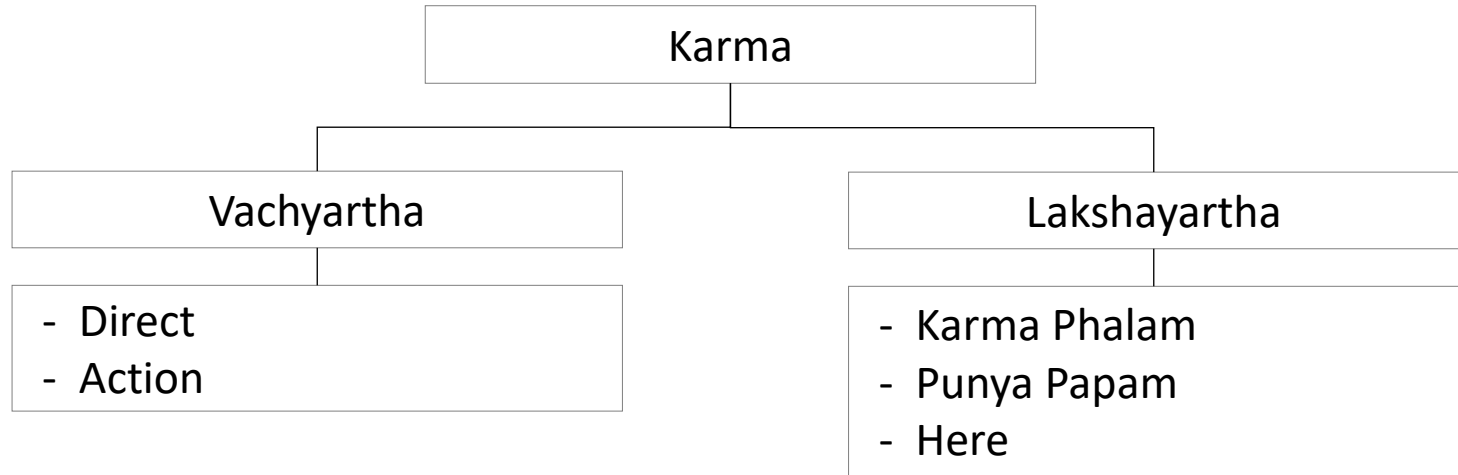 Karma
Vachyartha
Lakshayartha
- Direct
- Action
- Karma Phalam
- Punya Papam
- Here